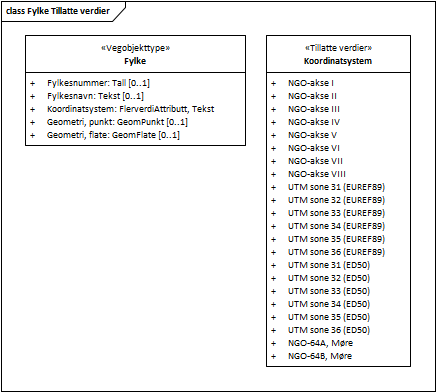 class Fylke Tillatte verdier
«Vegobjekttype»
Fylke
+ Fylkesnummer: Tall [0..1]
+ Fylkesnavn: Tekst [0..1]
+ Koordinatsystem: FlerverdiAttributt, Tekst
+ Geometri, punkt: GeomPunkt [0..1]
+ Geometri, flate: GeomFlate [0..1]
«Tillatte verdier»
Koordinatsystem
+ NGO-akse I
+ NGO-akse II
+ NGO-akse III
+ NGO-akse IV
+ NGO-akse V
+ NGO-akse VI
+ NGO-akse VII
+ NGO-akse VIII
+ UTM sone 31 (EUREF89)
+ UTM sone 32 (EUREF89)
+ UTM sone 33 (EUREF89)
+ UTM sone 34 (EUREF89)
+ UTM sone 35 (EUREF89)
+ UTM sone 36 (EUREF89)
+ UTM sone 31 (ED50)
+ UTM sone 32 (ED50)
+ UTM sone 33 (ED50)
+ UTM sone 34 (ED50)
+ UTM sone 35 (ED50)
+ UTM sone 36 (ED50)
+ NGO-64A, Møre
+ NGO-64B, Møre